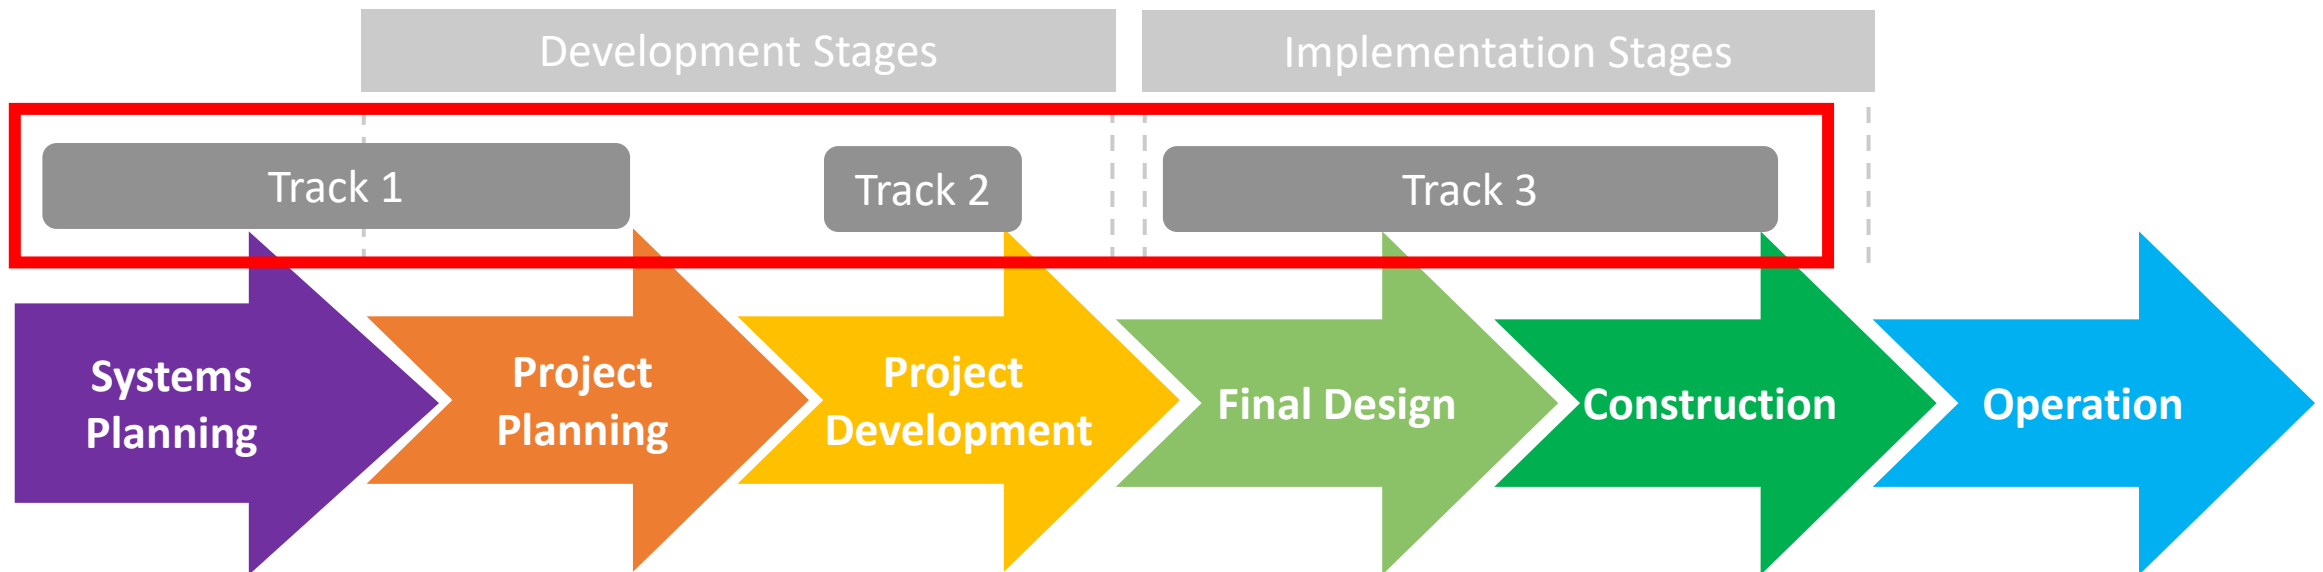 Development Stages
Implementation Stages
Track 1
Track 2
Track 3
Systems
Planning
Project
Planning
Project
Development
Final Design
Construction
Operation